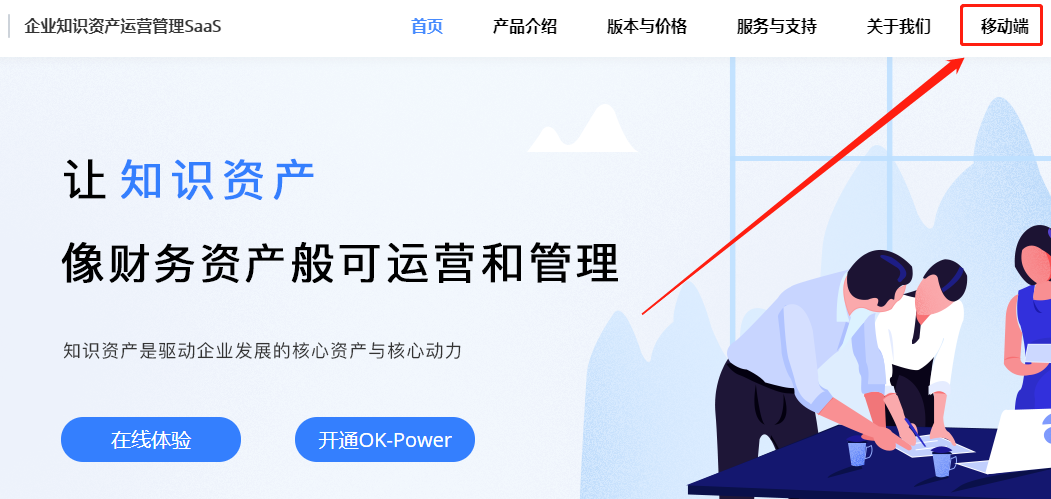 企业知识资产运营管理SaaS 首页 产品介绍 版本与价格 服务与支持 关于我们 移动端
让 知识资产
像财务资产般可运营和管理
知识资产是驱动企业发展的核心资产与核心动力
在线体验 开通OK-Power